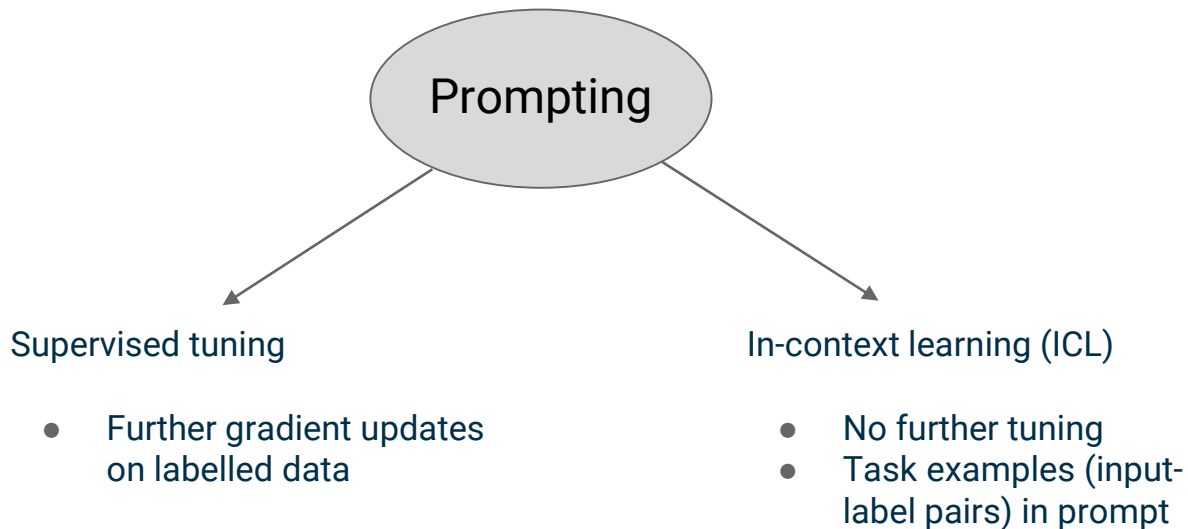 Prompting
Supervised tuning
● Further gradient updates
on labelled data
In-context learning (ICL)
● No further tuning
● Task examples (input-
label pairs) in prompt